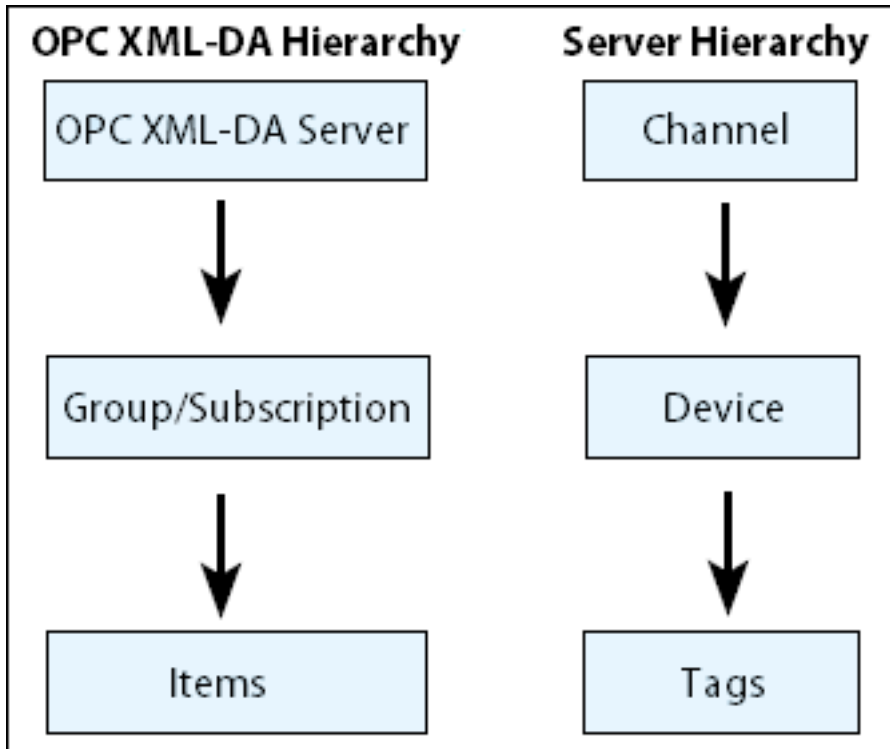 OPC XML-DA Hierarchy
Server Hierarchy
OPC XML-DA Server
Channel
Group/Subscription
Device
Items
Tags